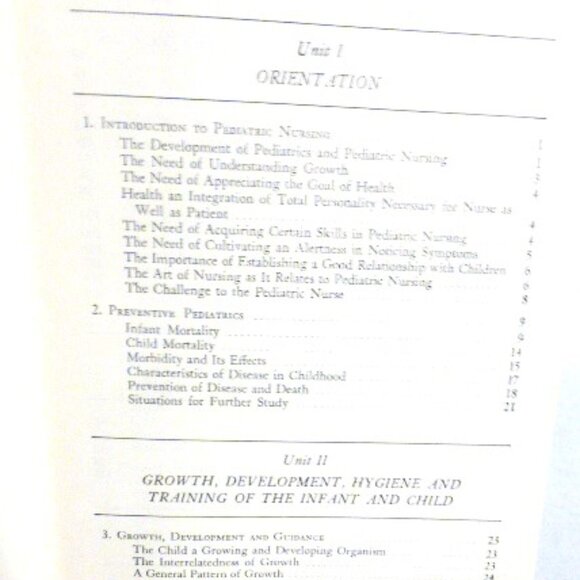 Unit I
ORIENTATION
1. INTRODUCTION TO PEDIATRIC NURSING 1
The Development of Pediatrics and Pediatric Nursing 1
The Need of Understanding Growth 3
The Need of Appreciating the Goal of Health 4
Health an Integration of Total Personality Necessary for Nurse as
Well as Patient 4
The Need of Acquiring Certain Skills in Pediatric Nursing 4
The Need of Cultivating an Alertness in Noticing Symptoms 5
The Importance of Establishing a Good Relationship with Children 6
The Art of Nursing as It Relates to Pediatric Nursing 6
The Challenge to the Pediatric Nurse 8
2. PREVENTIVE PEDIATRICS 9
Infant Mortality 9
Child Mortality 14
Morbidity and Its Effects 15
Characteristics of Disease in Childhood 17
Prevention of Disease and Death 18
Situations for Further Study 21
Unit II
GROWTH, DEVELOPMENT, HYGIENE AND
TRAINING OF THE INFANT AND CHILD
3. GROWTH, DEVELOPMENT AND GUIDANCE 23
The Child a Growing and Developing Organism 23
The Interrelatedness of Growth 23
A General Pattern of Growth 24